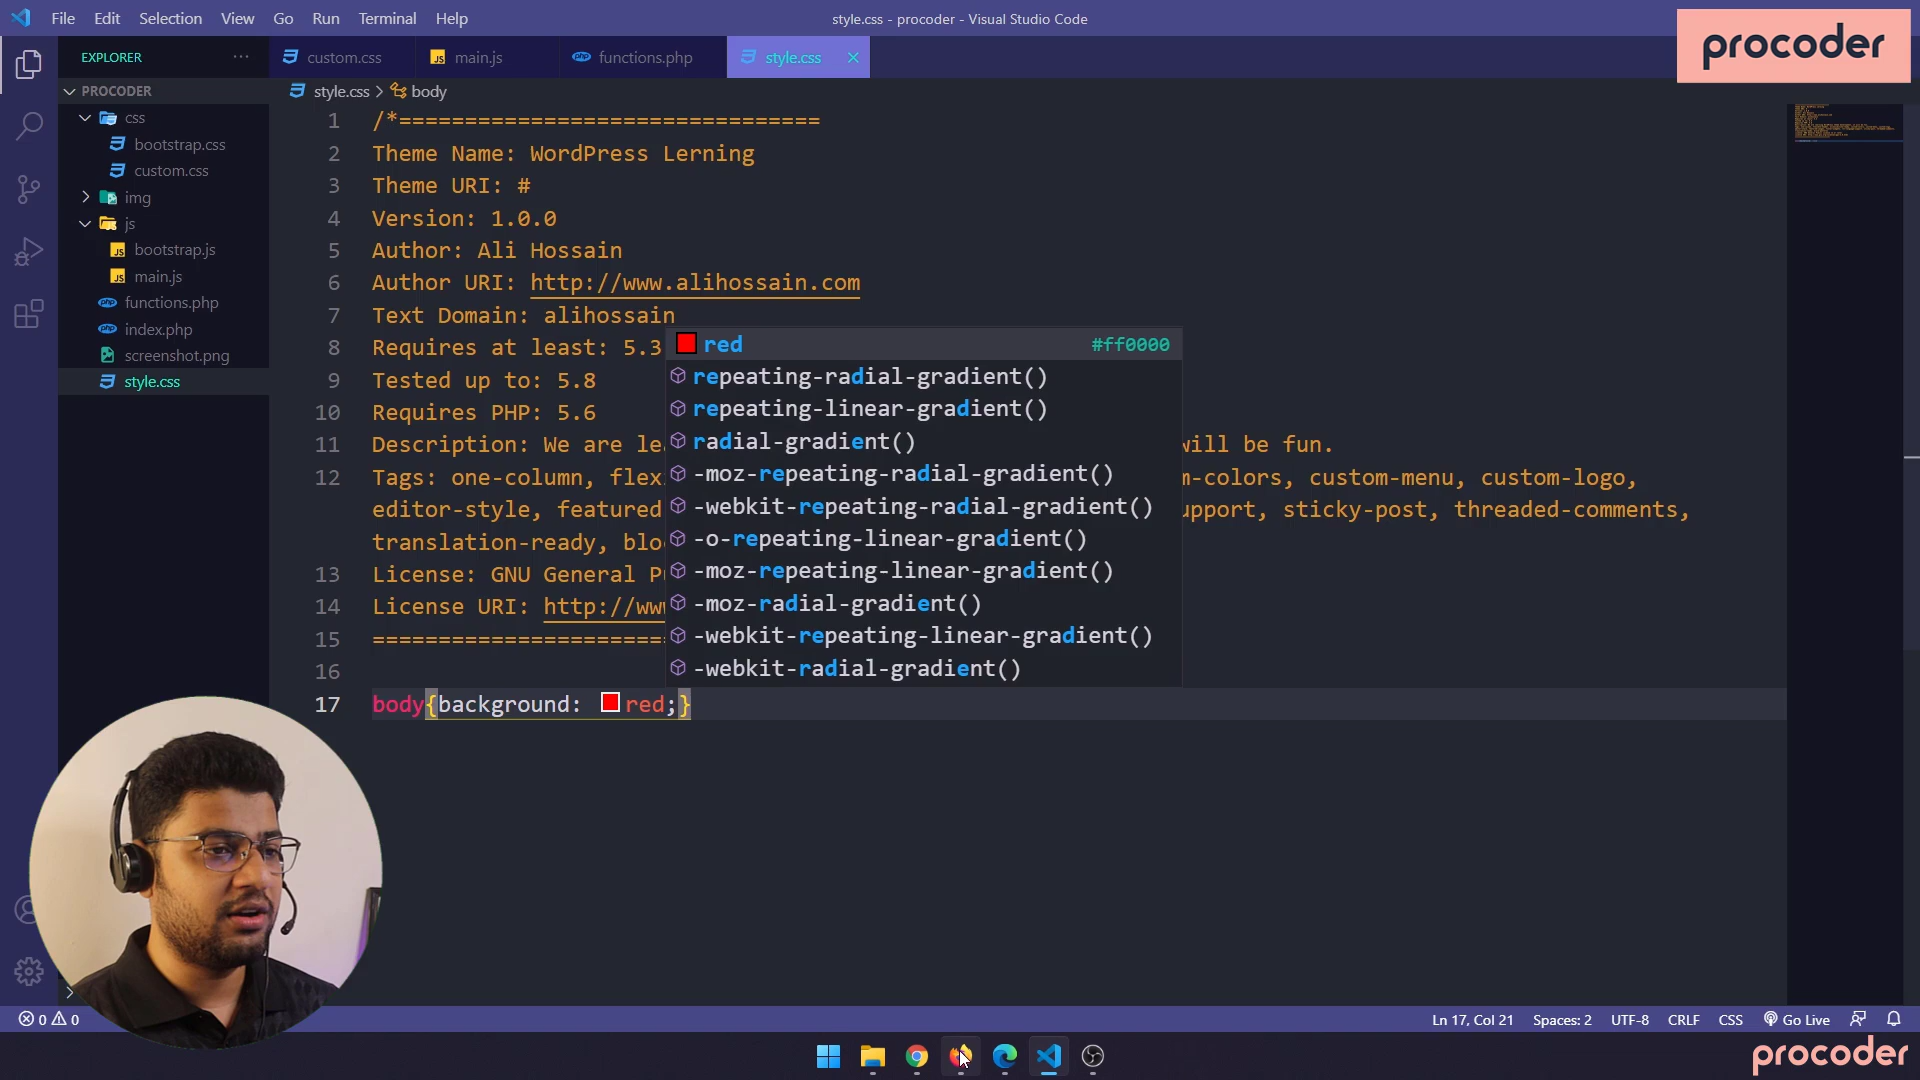 File Edit Selection View Go Run Terminal Help
style.css - procoder - Visual Studio Code
procoder
EXPLORER ···
custom.css
JS main.js
php functions.php
style.css ×
PROCODER
style.css > body
css
bootstrap.css
custom.css
img
js
JS bootstrap.js
JS main.js
php functions.php
php index.php
screenshot.png
style.css
1 /*================================
2 Theme Name: WordPress Lerning
3 Theme URI: #
4 Version: 1.0.0
5 Author: Ali Hossain
6 Author URI: http://www.alihossain.com
7 Text Domain: alihossain
8 Requires at least: 5.3
9 Tested up to: 5.8
10 Requires PHP: 5.6
11 Description: We are le will be fun.
12 Tags: one-column, flex m-colors, custom-menu, custom-logo,
editor-style, featured upport, sticky-post, threaded-comments,
translation-ready, blo
13 License: GNU General P
14 License URI: http://ww
15 ======================
16
17 body{background: red;}
red #ff0000
repeating-radial-gradient()
repeating-linear-gradient()
radial-gradient()
-moz-repeating-radial-gradient()
-webkit-repeating-radial-gradient()
-o-repeating-linear-gradient()
-moz-repeating-linear-gradient()
-moz-radial-gradient()
-webkit-repeating-linear-gradient()
-webkit-radial-gradient()
0 0
Ln 17, Col 21 Spaces: 2 UTF-8 CRLF CSS Go Live
procoder